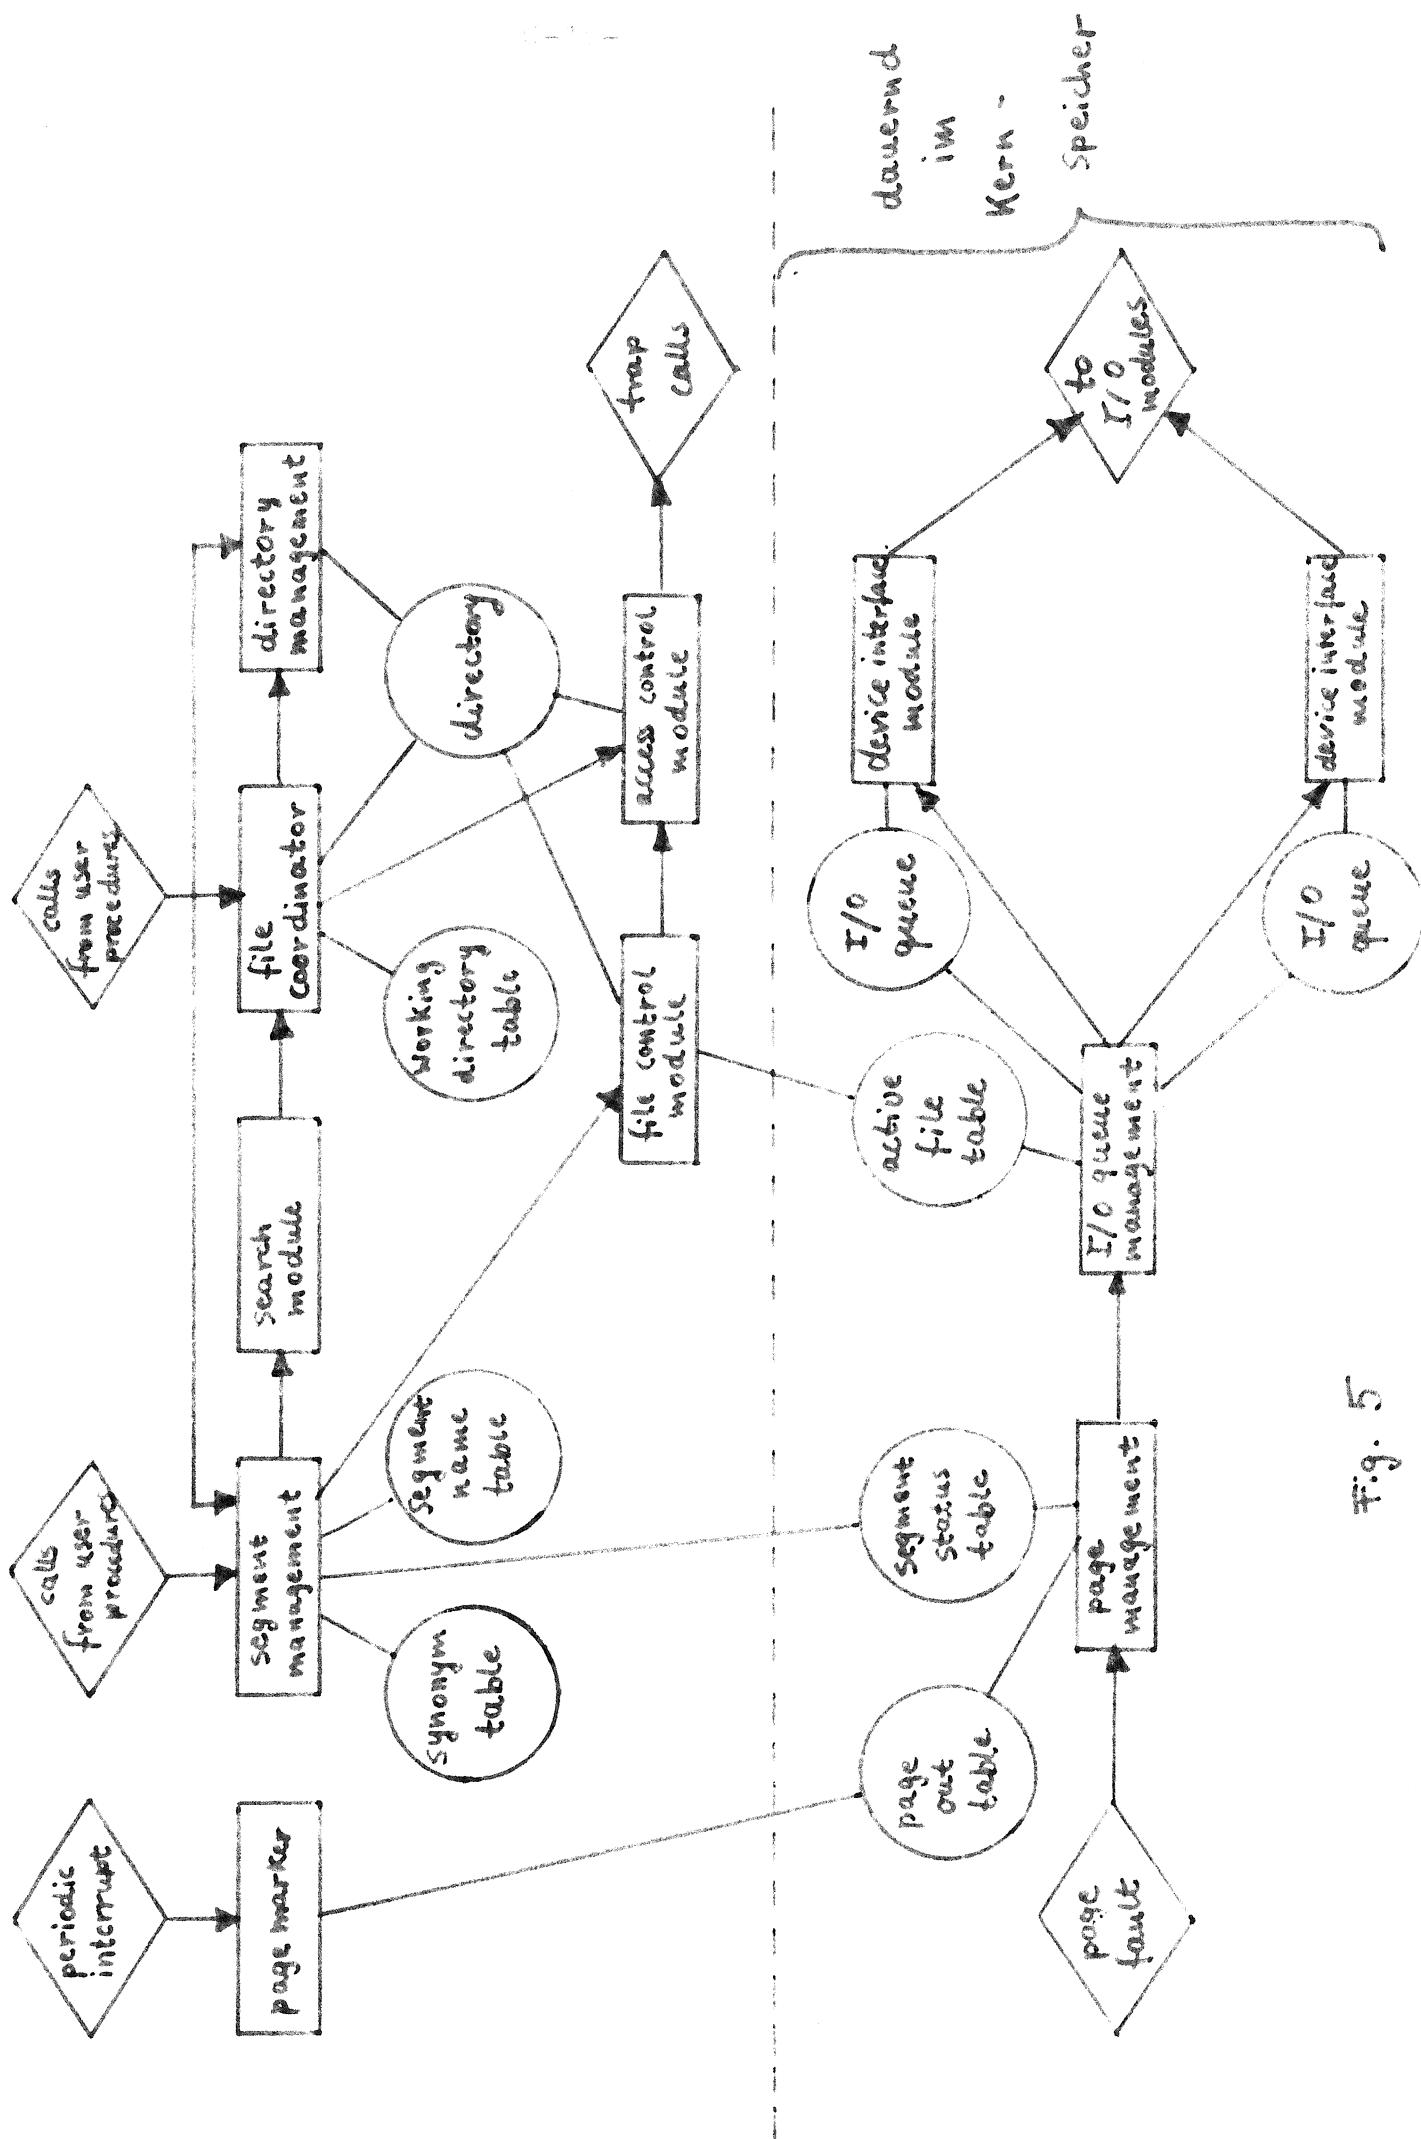 periodic
interrupt
calls
from user
procedures
calls
from user
procedures
page marker
segment
management
search
module
file
coordinator
directory
management
synonym
table
segment
name
table
working
directory
table
directory
file control
module
access control
module
trap
calls
dauernd
im
Kern-
speicher
page
out
table
segment
status
table
active
file
table
I/O
queue
device interface
module
page
fault
page
management
I/O queue
management
to
I/O
modules
I/O
queue
device interface
module
Fig. 5